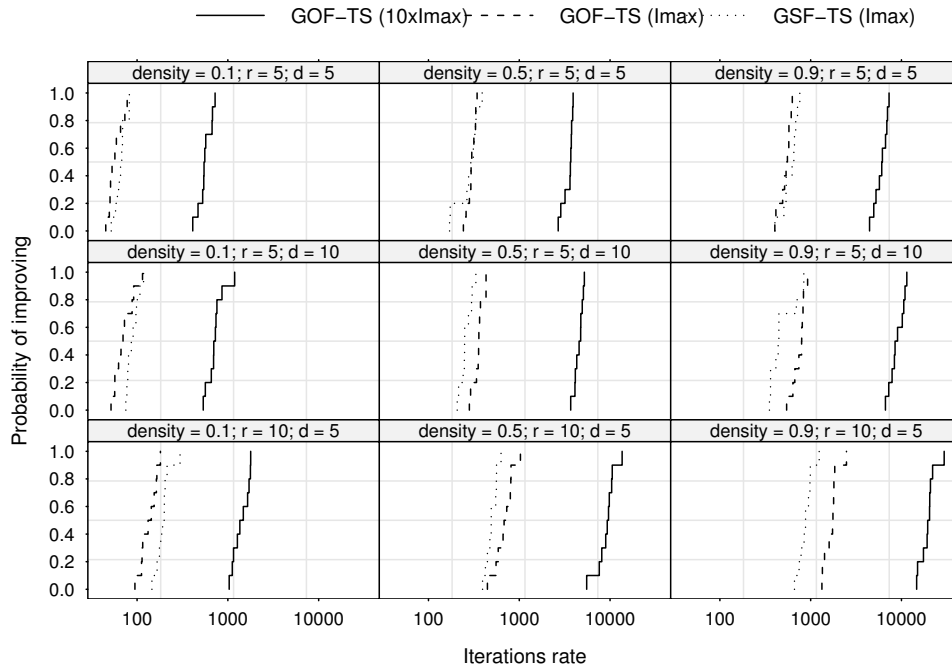 GOF−TS (10xImax) GOF−TS (Imax) GSF−TS (Imax)
density = 0.1; r = 5; d = 5 density = 0.5; r = 5; d = 5 density = 0.9; r = 5; d = 5
1.0
0.8
0.6
0.4
0.2
0.0
density = 0.1; r = 5; d = 10 density = 0.5; r = 5; d = 10 density = 0.9; r = 5; d = 10
1.0
0.8
0.6
0.4
0.2
0.0
density = 0.1; r = 10; d = 5 density = 0.5; r = 10; d = 5 density = 0.9; r = 10; d = 5
1.0
0.8
0.6
0.4
0.2
0.0
Probability of improving
100 1000 10000 100 1000 10000 100 1000 10000
Iterations rate